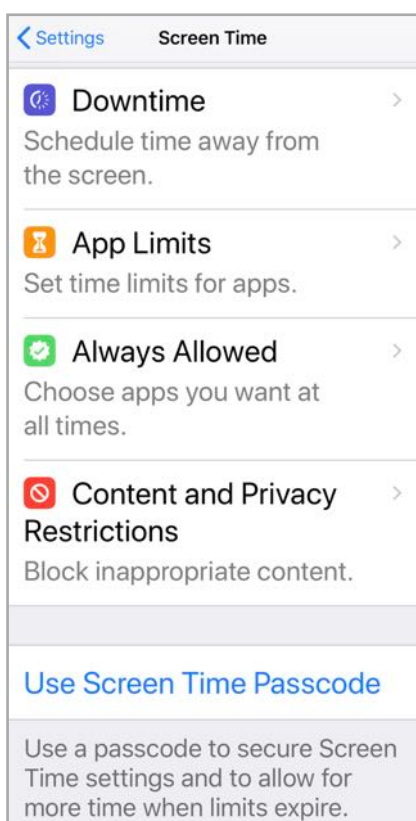 Settings
Screen Time
Downtime
Schedule time away from
the screen.
App Limits
Set time limits for apps.
Always Allowed
Choose apps you want at
all times.
Content and Privacy
Restrictions
Block inappropriate content.
Use Screen Time Passcode
Use a passcode to secure Screen
Time settings and to allow for
more time when limits expire.